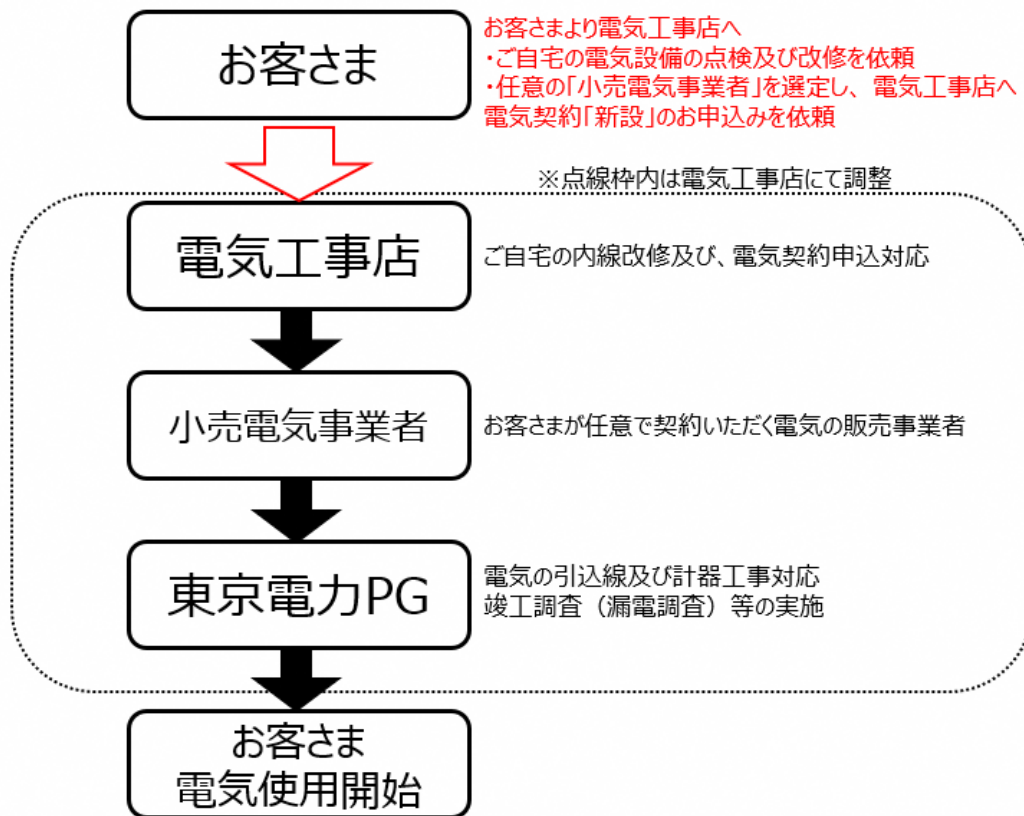 お客さま
お客さまより電気工事店へ
・ご自宅の電気設備の点検及び改修を依頼
・任意の「小売電気事業者」を選定し、電気工事店へ
電気契約「新設」のお申込みを依頼
※点線枠内は電気工事店にて調整
電気工事店
ご自宅の内線改修及び、電気契約申込対応
小売電気事業者
お客さまが任意で契約いただく電気の販売事業者
東京電力PG
電気の引込線及び計器工事対応
竣工調査（漏電調査）等の実施
お客さま
電気使用開始